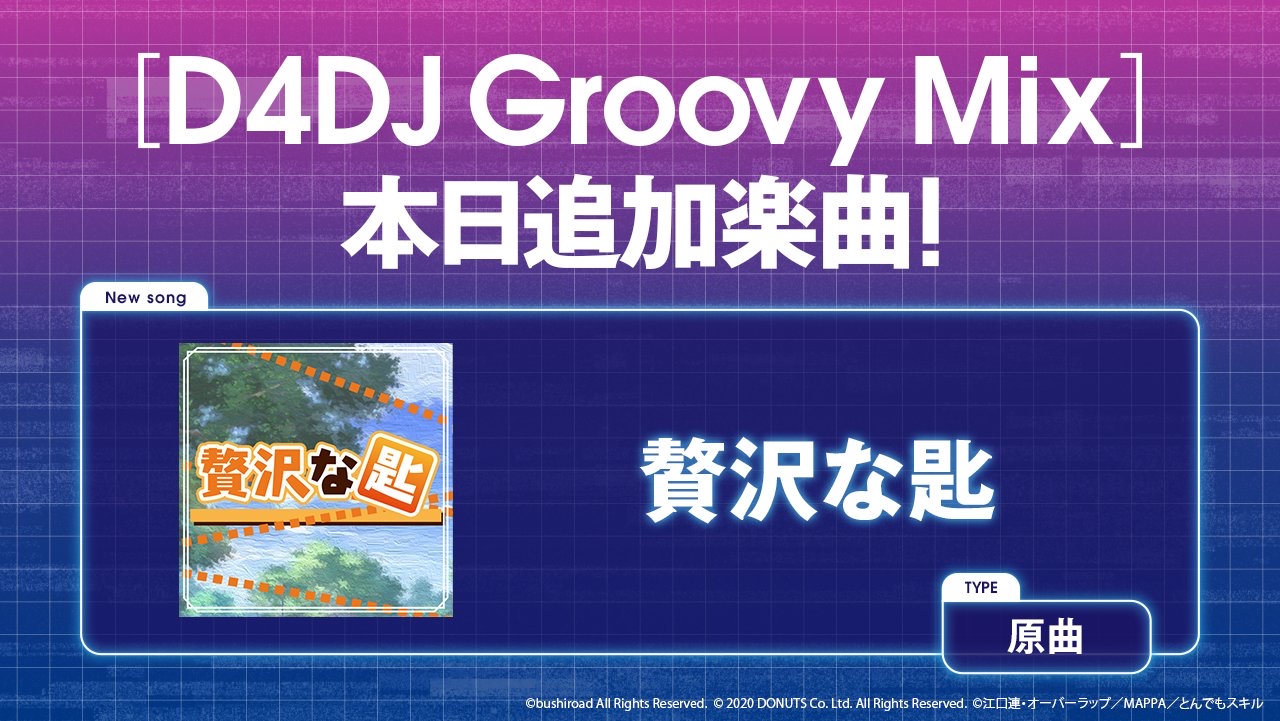 [D4DJ Groovy Mix]
本日追加楽曲!
New song
贅沢な匙
贅沢な匙
TYPE
原曲
©bushiroad All Rights Reserved. © 2020 DONUTS Co. Ltd. All Rights Reserved. ©江口連・オーバーラップ／MAPPA／とんでもスキル